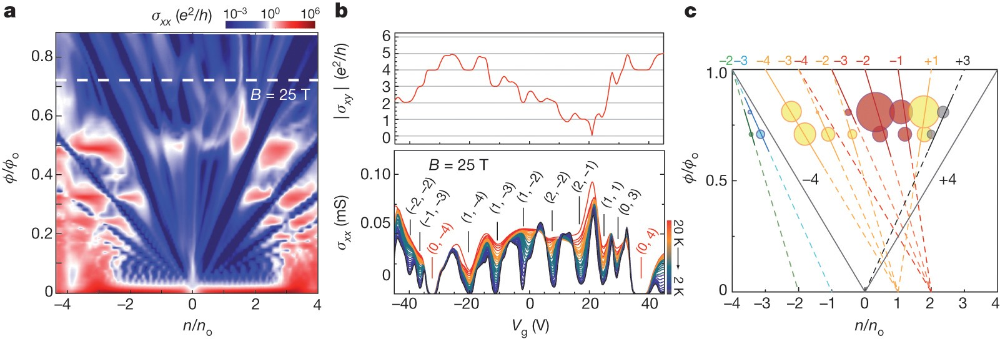 a
σxx (e²/h)
10⁻³ 10⁰ 10⁶
0.8
0.6
0.4
0.2
0
ϕ/ϕo
B = 25 T
−4 −2 0 2 4
n/no
b
6
5
4
3
2
1
0
|σxy| (e²/h)
B = 25 T
0.10
0.05
0
σxx (mS)
(−2, −2)
(−1, −3)
(0, −4)
(1, −4)
(1, −3)
(1, −2)
(2, −2)
(2, −1)
(1, 1)
(0, 3)
(0, 4)
20 K
2 K
−40 −20 0 20 40
Vg (V)
c
−2 −3 −4 −3 −4 −2 −3 −2 −1 +1 +3
1.0
0.5
0
ϕ/ϕo
−4
+4
−4 −3 −2 −1 0 1 2 3 4
n/no